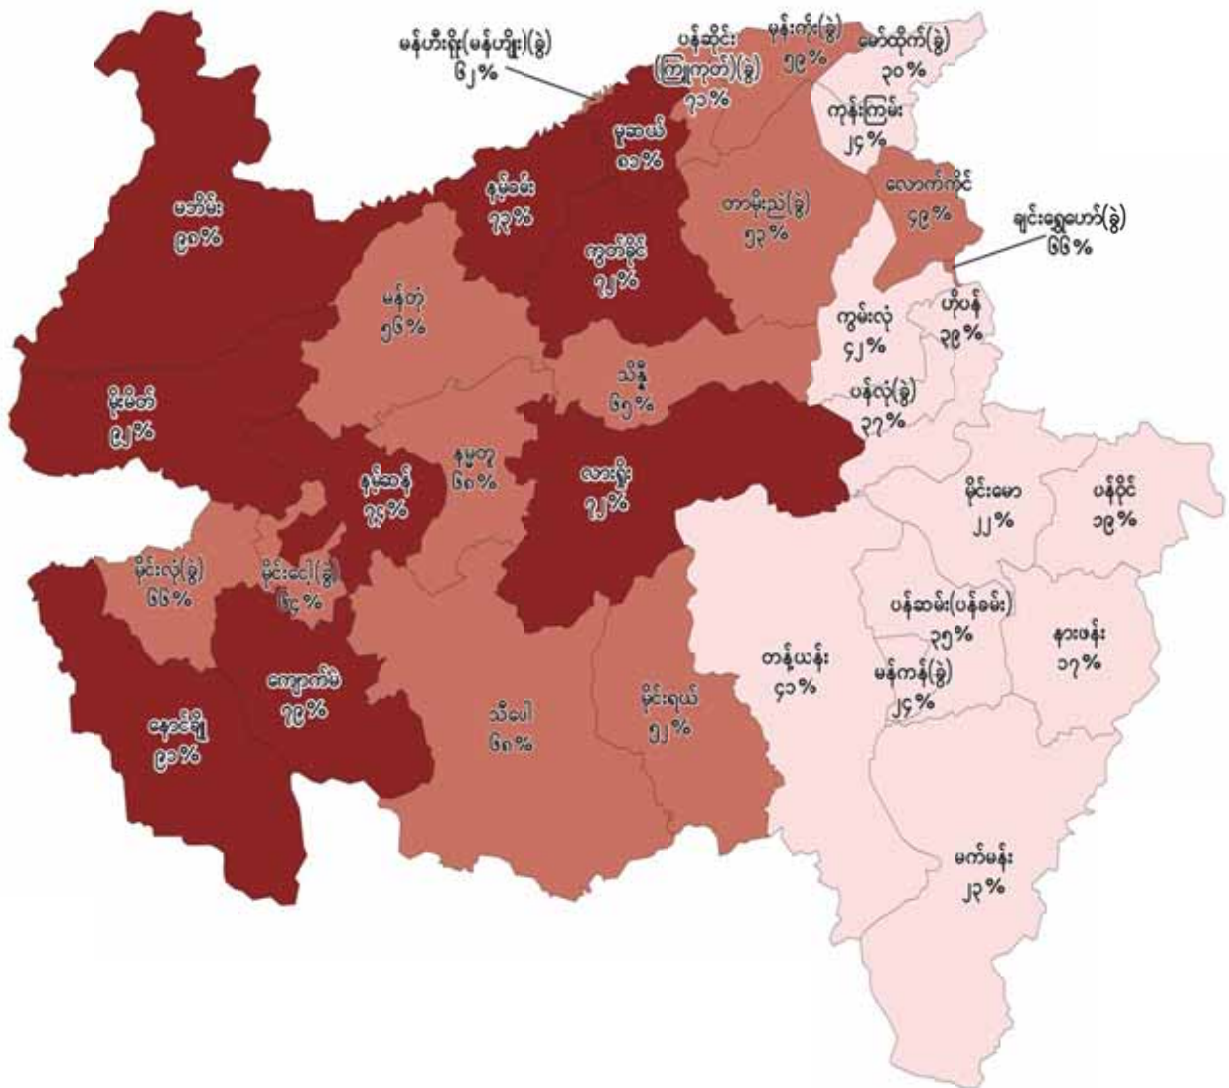 မန်ဟီးရိုး(မန်ဟျိုး)(ခွဲ)
၆၂%
ပန်ဆိုင်း
(ကြူကုတ်)(ခွဲ)
၇၁%
မုန်းကိုး(ခွဲ)
၅၉%
မော်ထိုက်(ခွဲ)
၃၀%
ကုန်းကြမ်း
၂၄%
မူဆယ်
၈၁%
နမ့်ခမ်း
၇၃%
မဘိမ်း
၉၈%
ကွတ်ခိုင်
၇၂%
တာမိုးညဲ(ခွဲ)
၅၃%
လောက်ကိုင်
၄၉%
ချင်းရွှေဟော်(ခွဲ)
၆၆%
မန်တုံ
၅၆%
ကွမ်းလုံ
၄၂%
ဟိုပန်
၃၉%
သိန္နီ
၆၅%
ပန်လုံ(ခွဲ)
၃၇%
မိုးမိတ်
၉၂%
နမ့်ဆန်
၇၄%
နမ္မတူ
၆၈%
လားရှိုး
၇၂%
မိုင်းမော
၂၂%
ပန်ဝိုင်
၁၉%
မိုင်းလုံ(ခွဲ)
၆၆%
မိုင်းငေါ့(ခွဲ)
၆၄%
ပန်ဆမ်း(ပန်ခမ်း)
၃၅%
နားဖန်း
၁၇%
တန့်ယန်း
၄၁%
မန်ကန်(ခွဲ)
၂၄%
ကျောက်မဲ
၇၉%
မိုင်းရယ်
၅၂%
သီပေါ
၆၈%
နောင်ချို
၉၁%
မက်မန်း
၂၃%